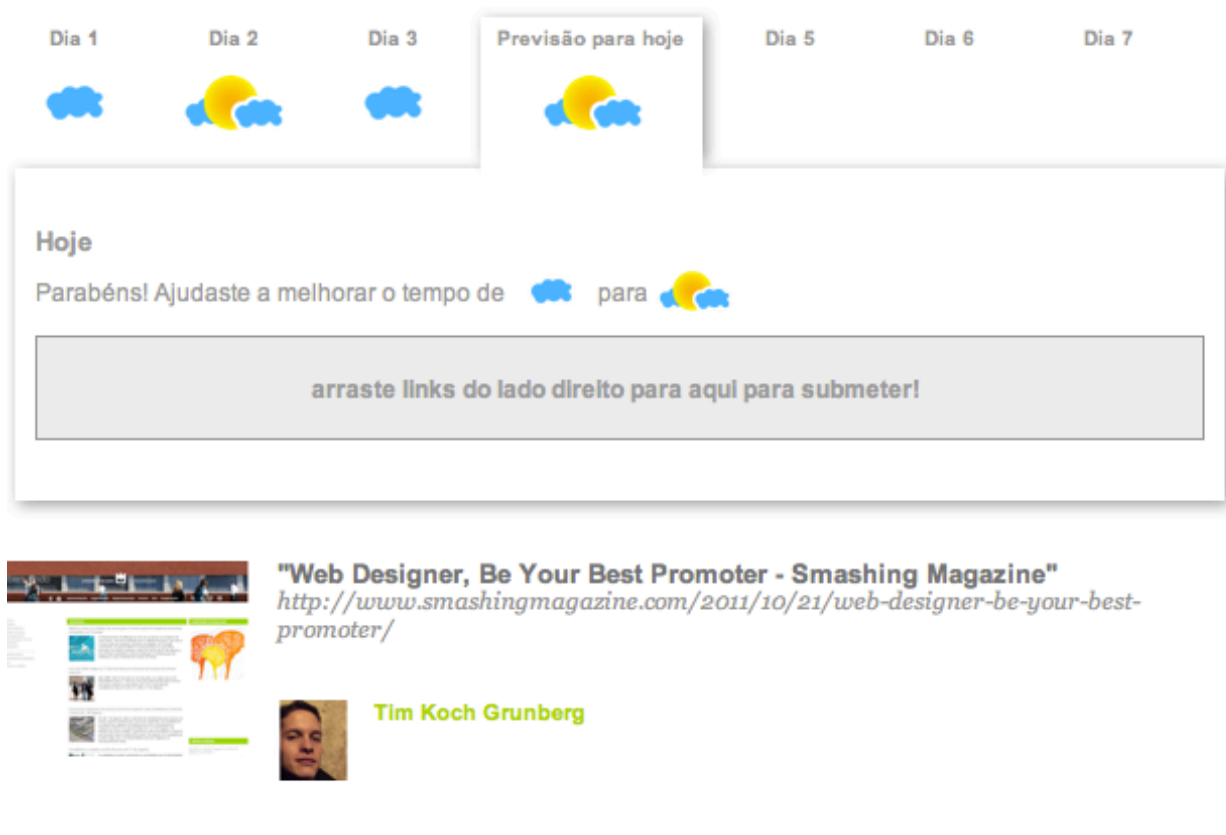 Dia 1 Dia 2 Dia 3 Previsão para hoje Dia 5 Dia 6 Dia 7
Hoje
Parabéns! Ajudaste a melhorar o tempo de para
arraste links do lado direito para aqui para submeter!
"Web Designer, Be Your Best Promoter - Smashing Magazine"
http://www.smashingmagazine.com/2011/10/21/web-designer-be-your-best-
promoter/
Tim Koch Grunberg